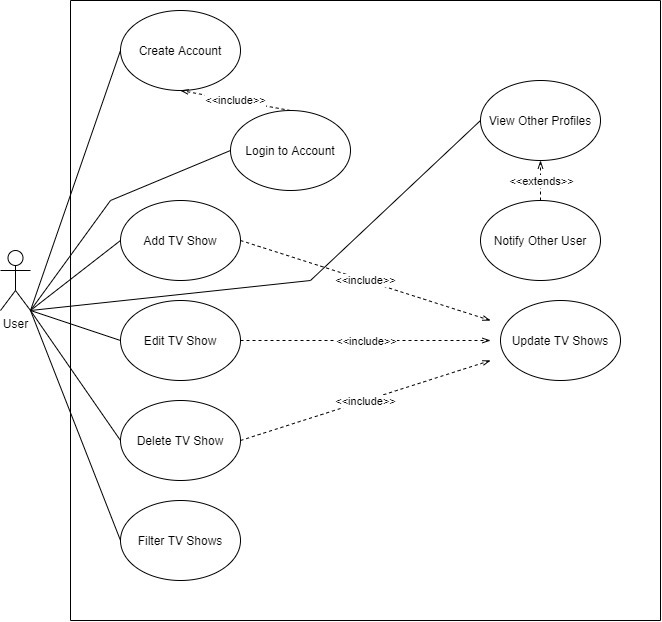 Create Account
<<include>>
Login to Account
View Other Profiles
<<extends>>
Add TV Show
Notify Other User
<<include>>
User
Edit TV Show
<<include>>
Update TV Shows
<<include>>
Delete TV Show
Filter TV Shows